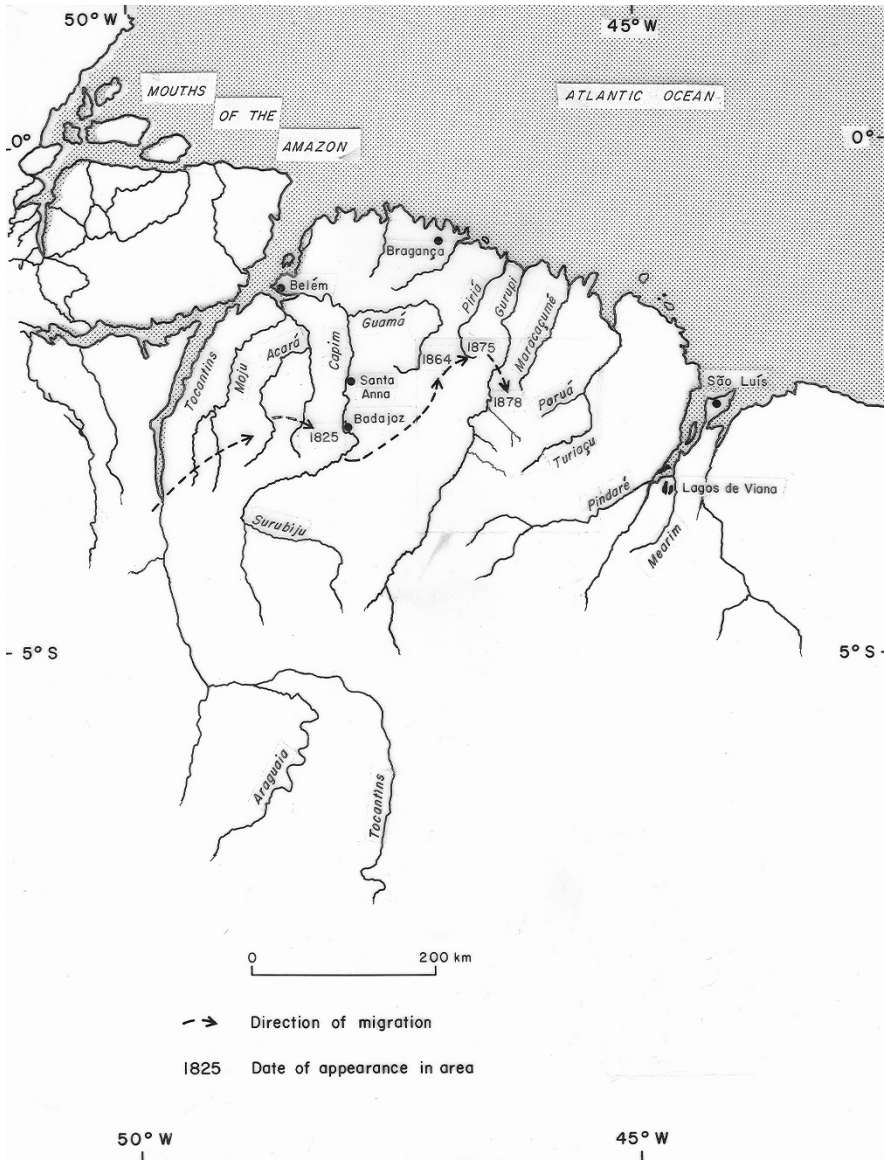 50° W
45° W
MOUTHS
OF THE
AMAZON
ATLANTIC OCEAN
0°
0°
Bragança
Belém
Piriá
Gurupi
Maracaçumé
Guamá
Capim
Acará
Moju
Tocantins
1864
1875
1878
Santa
Anna
Badajoz
1825
Poruá
Turiaçu
São Luís
Pindaré
Lagos de Viana
Mearim
Surubiju
5° S
5° S
Araguaia
Tocantins
0
200 km
Direction of migration
1825 Date of appearance in area
50° W
45° W